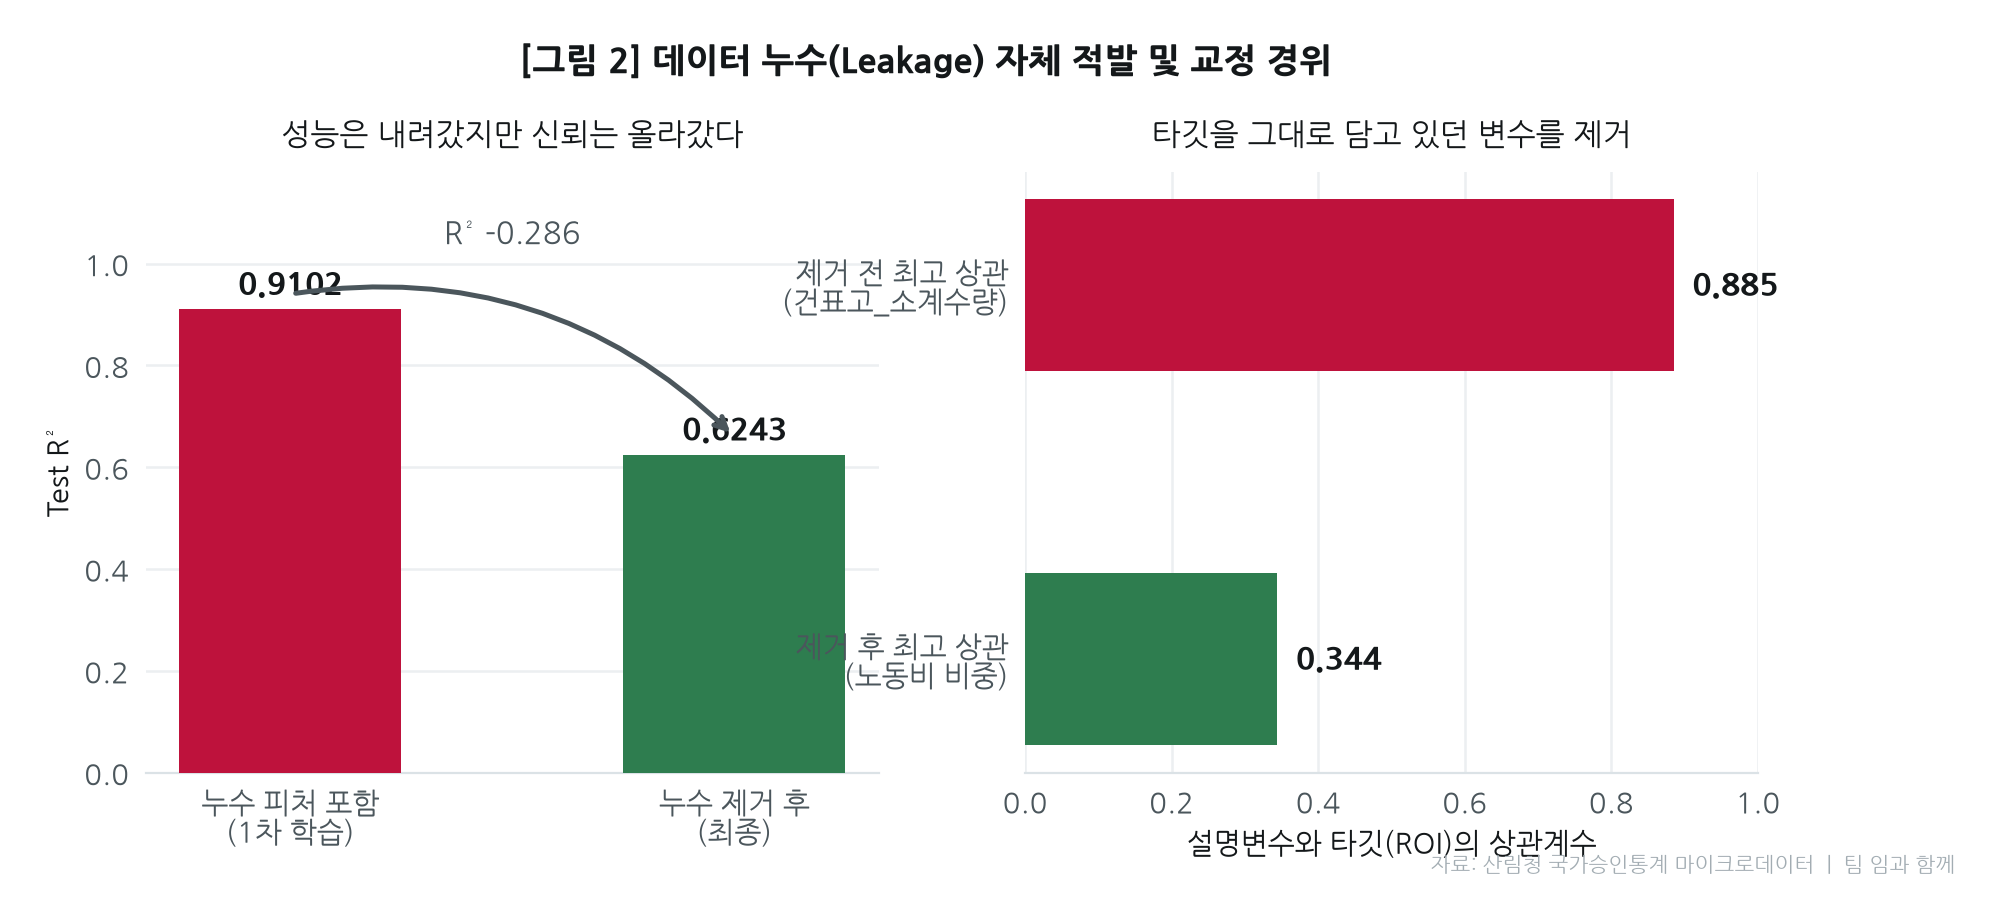 [그림 2] 데이터 누수(Leakage) 자체 적발 및 교정 경위
성능은 내려갔지만 신뢰는 올라갔다
R² -0.286
1.0
0.8
0.6
0.4
0.2
0.0
Test R²
0.9102
0.6243
누수 피처 포함
(1차 학습)
누수 제거 후
(최종)
타깃을 그대로 담고 있던 변수를 제거
제거 전 최고 상관
(건표고_소계수량)
0.885
제거 후 최고 상관
(노동비 비중)
0.344
0.0 0.2 0.4 0.6 0.8 1.0
설명변수와 타깃(ROI)의 상관계수
자료: 산림청 국가승인통계 마이크로데이터 | 팀 임과 함께